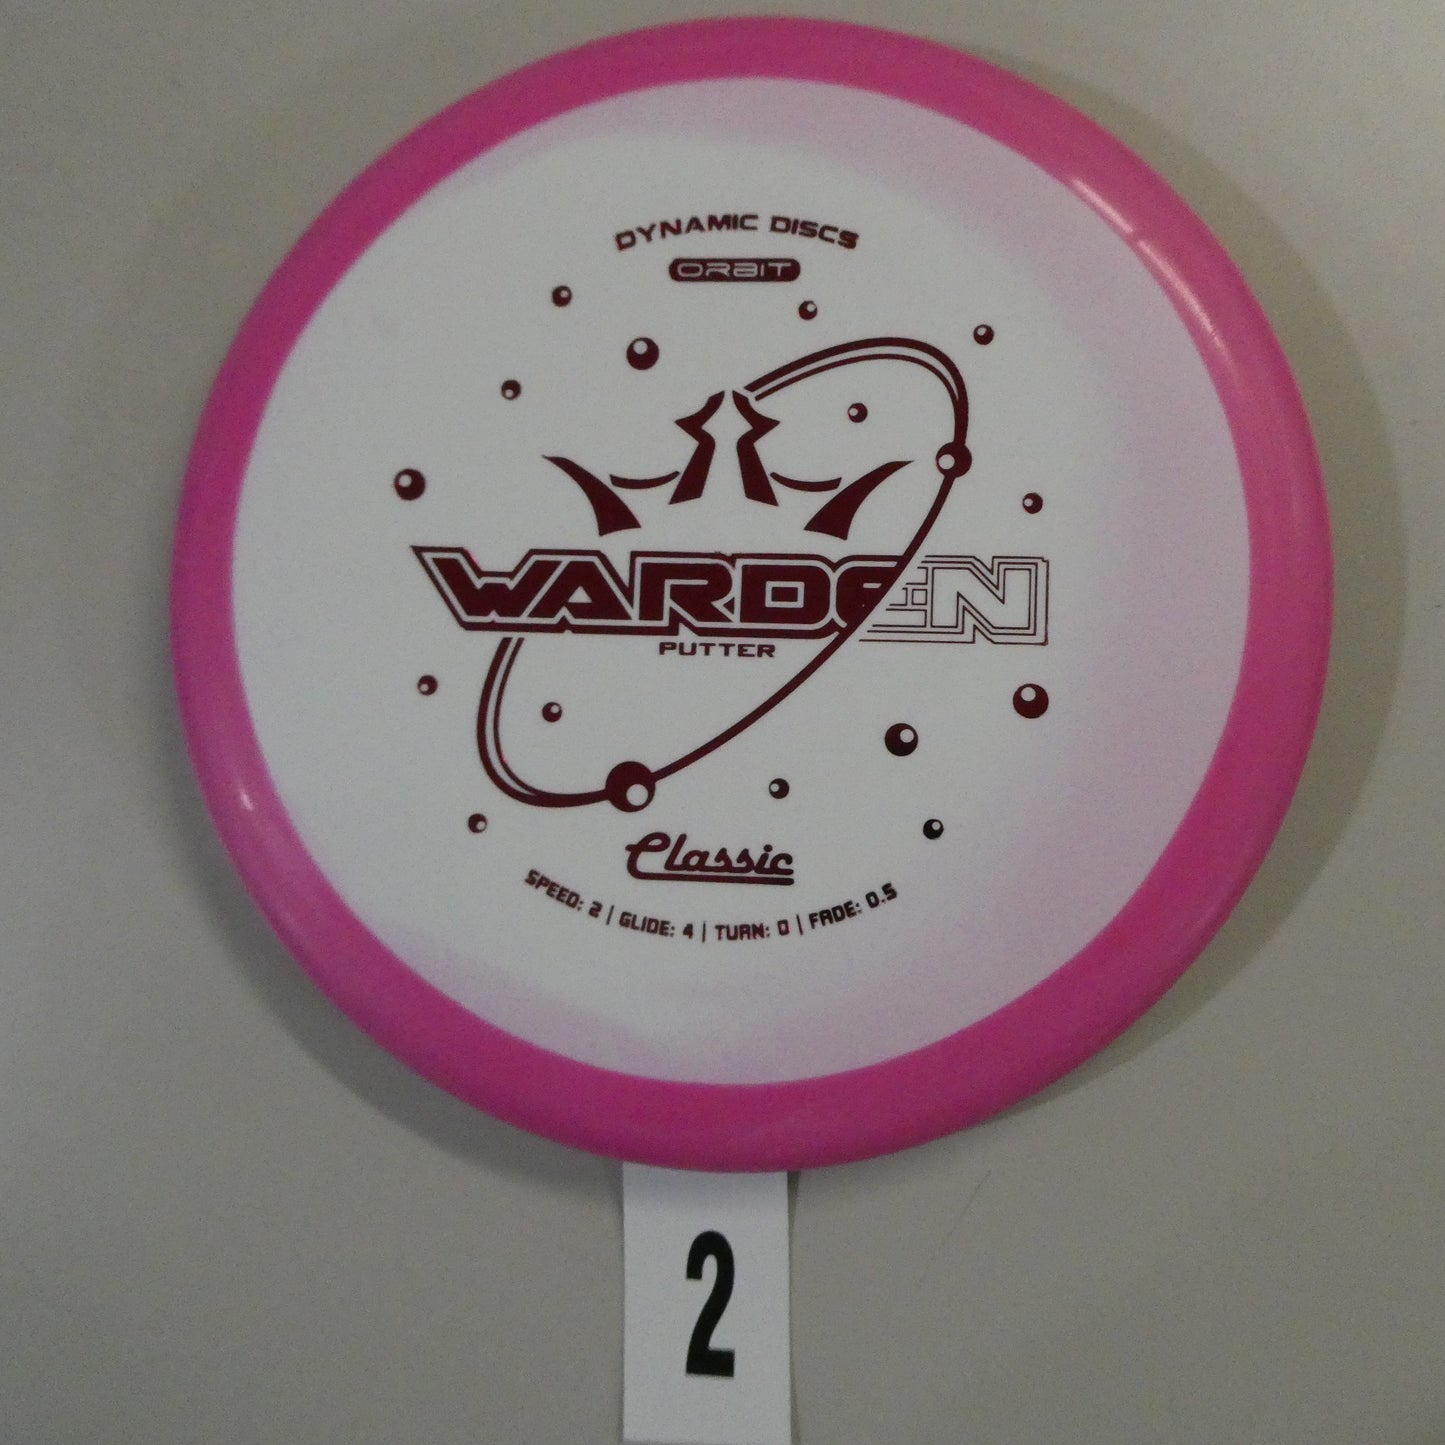 DYNAMIC DISCS
ORBIT
WARDEN
PUTTER
Classic
SPEED: 2 | GLIDE: 4 | TURN: 0 | FADE: 0.5
2